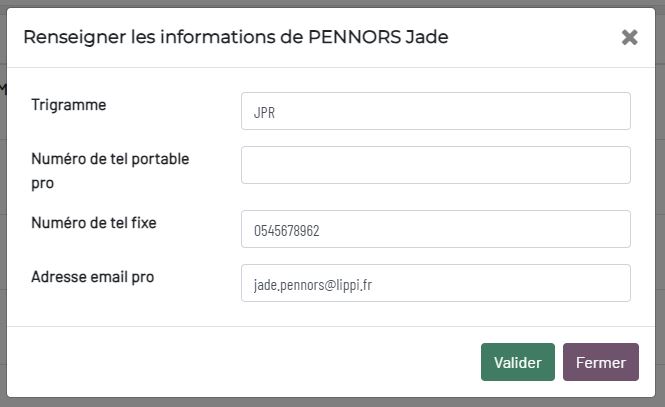 Renseigner les informations de PENNORS Jade
Trigramme
JPR
Numéro de tel portable
pro
Numéro de tel fixe
0545678962
Adresse email pro
jade.pennors@lippi.fr
Valider
Fermer